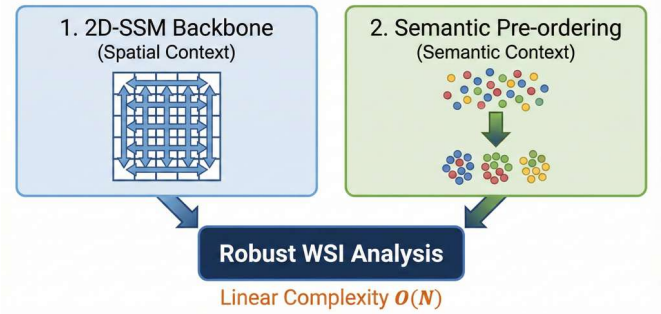 1. 2D-SSM Backbone
(Spatial Context)
2. Semantic Pre-ordering
(Semantic Context)
Robust WSI Analysis
Linear Complexity O(N)